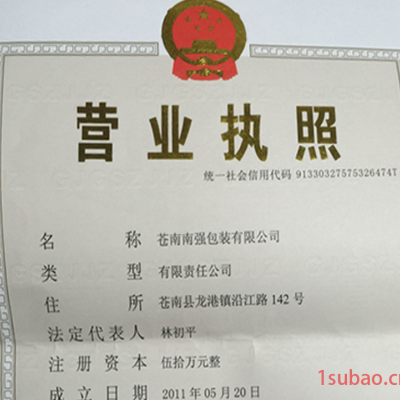 营业执照
统一社会信用代码 91330327575326474T
名 称 苍南南强包装有限公司
类 型 有限责任公司
住 所 苍南县龙港镇沿江路142号
法定代表人 林初平
注册资本 伍拾万元整
成立日期 2011年05月20日
1subao.c